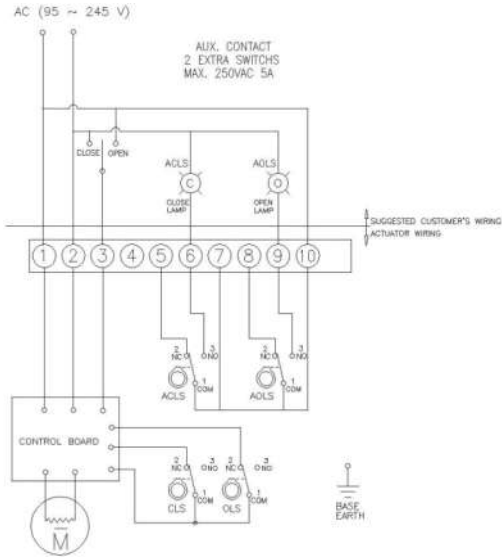 AC (95 ~ 245 V)
AUX. CONTACT
2 EXTRA SWITCHS
MAX. 250VAC 5A
CLOSE
OPEN
ACLS
AOLS
C
O
CLOSE
LAMP
OPEN
LAMP
SUGGESTED CUSTOMER'S WIRING
ACTUATOR WIRING
1 2 3 4 5 6 7 8 9 10
2 3
NC NO
1
COM
ACLS
2 3
NC NO
1
COM
AOLS
CONTROL BOARD
2 3
NC NO
1
COM
CLS
2 3
NC NO
1
COM
OLS
M
BASE
EARTH